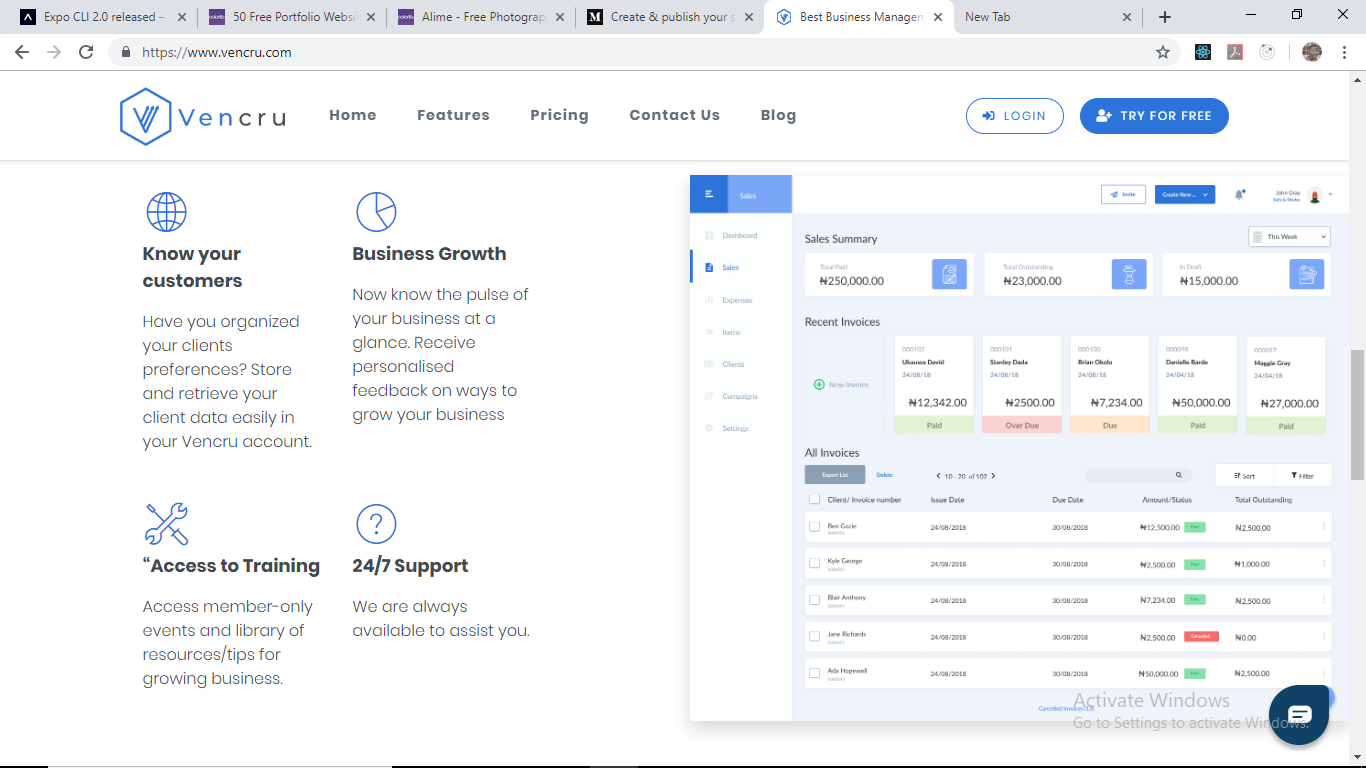 Expo CLI 2.0 released –
50 Free Portfolio Websi
Alime - Free Photograp
Create & publish your s
Best Business Managen
New Tab
https://www.vencru.com
Vencru
Home
Features
Pricing
Contact Us
Blog
LOGIN
TRY FOR FREE
Know your
customers
Have you organized
your clients
preferences? Store
and retrieve your
client data easily in
your Vencru account.
Business Growth
Now know the pulse of
your business at a
glance. Receive
personalised
feedback on ways to
grow your business
“Access to Training
Access member-only
events and library of
resources/tips for
growing business.
24/7 Support
We are always
available to assist you.
Sales
Invite
Create New...
John Gray
Dashboard
Sales
Expenses
Items
Clients
Campaigns
Settings
Sales Summary
This Week
Total Paid
₦250,000.00
Total Outstanding
₦23,000.00
In Draft
₦15,000.00
Recent Invoices
New Invoice
000102
Ukauwa David
24/08/18
₦12,342.00
Paid
000101
Stanley Dada
24/08/18
₦2500.00
Over Due
000100
Brian Okolo
24/08/18
₦7,234.00
Due
000098
Danielle Bardo
24/04/18
₦50,000.00
Paid
000097
Maggie Gray
24/04/18
₦27,000.00
Paid
All Invoices
Export List
Delete
10 - 20 of 102
Sort
Filter
Client/ Invoice number
Issue Date
Due Date
Amount/Status
Total Outstanding
Ben Gozie
24/08/2018
30/08/2018
₦12,500.00
Paid
₦2,500.00
Kyle George
24/08/2018
30/08/2018
₦2,500.00
Paid
₦1,000.00
Blair Anthony
24/08/2018
30/08/2018
₦7,234.00
Paid
₦2,500.00
Jane Richards
24/08/2018
30/08/2018
₦2,500.00
Cancelled
₦0.00
Ada Hopewell
24/08/2018
30/08/2018
₦50,000.00
Paid
₦2,500.00
Cancelled Invoices (13)
Activate Windows
Go to Settings to activate Windows.